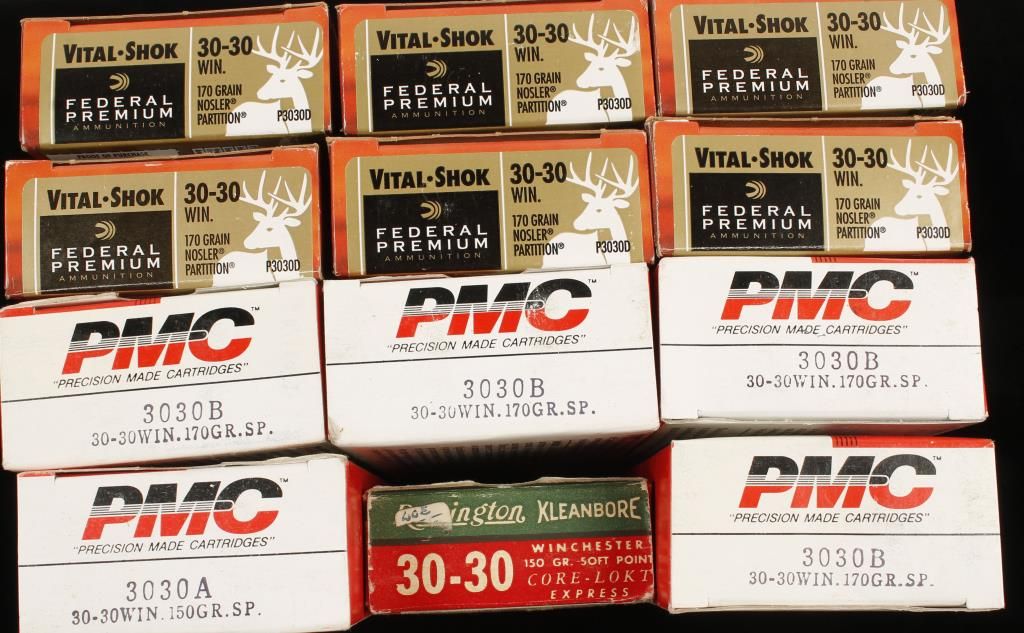 VITAL•SHOK
FEDERAL
PREMIUM
AMMUNITION
30-30
WIN.
170 GRAIN
NOSLER®
PARTITION®
P3030D
VITAL•SHOK
FEDERAL
PREMIUM
AMMUNITION
30-30
WIN.
170 GRAIN
NOSLER®
PARTITION®
P3030D
VITAL•SHOK
FEDERAL
PREMIUM
AMMUNITION
30-30
WIN.
170 GRAIN
NOSLER®
PARTITION®
P3030D
VITAL•SHOK
FEDERAL
PREMIUM
AMMUNITION
30-30
WIN.
170 GRAIN
NOSLER®
PARTITION®
P3030D
VITAL•SHOK
FEDERAL
PREMIUM
AMMUNITION
30-30
WIN.
170 GRAIN
NOSLER®
PARTITION®
P3030D
VITAL•SHOK
FEDERAL
PREMIUM
AMMUNITION
30-30
WIN.
170 GRAIN
NOSLER®
PARTITION®
P3030D
PMC™
"PRECISION MADE CARTRIDGES"
3030B
30-30WIN.170GR.SP.
PMC™
"PRECISION MADE CARTRIDGES"
3030B
30-30WIN.170GR.SP.
PMC™
"PRECISION MADE CARTRIDGES"
3030B
30-30WIN.170GR.SP.
PMC™
"PRECISION MADE CARTRIDGES"
3030A
30-30WIN.150GR.SP.
ington KLEANBORE
30-30
WINCHESTER
150 GR. SOFT POINT
CORE-LOKT
EXPRESS
PMC™
"PRECISION MADE CARTRIDGES"
3030B
30-30WIN.170GR.SP.